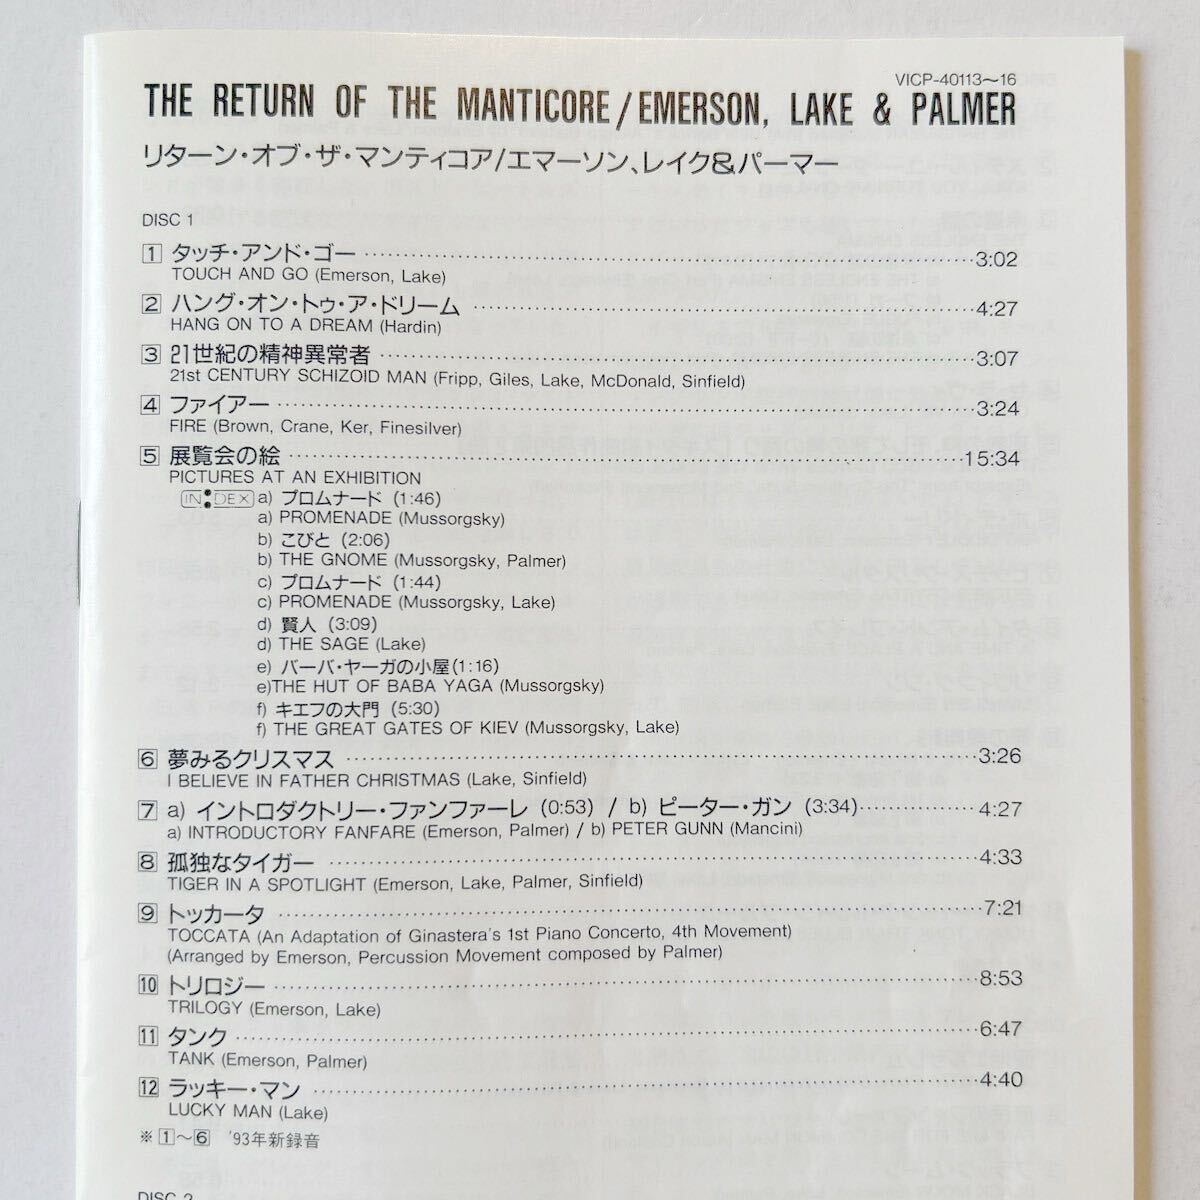 VICP-40113〜16
THE RETURN OF THE MANTICORE/EMERSON, LAKE & PALMER
リターン・オブ・ザ・マンティコア/エマーソン、レイク&パーマー
DISC 1
1 タッチ・アンド・ゴー 3:02
TOUCH AND GO (Emerson, Lake)
2 ハング・オン・トゥ・ア・ドリーム 4:27
HANG ON TO A DREAM (Hardin)
3 21世紀の精神異常者 3:07
21st CENTURY SCHIZOID MAN (Fripp, Giles, Lake, McDonald, Sinfield)
4 ファイアー 3:24
FIRE (Brown, Crane, Ker, Finesilver)
5 展覧会の絵 15:34
PICTURES AT AN EXHIBITION
INDEX a) プロムナード (1:46)
a) PROMENADE (Mussorgsky)
b) こびと (2:06)
b) THE GNOME (Mussorgsky, Palmer)
c) プロムナード (1:44)
c) PROMENADE (Mussorgsky, Lake)
d) 賢人 (3:09)
d) THE SAGE (Lake)
e) バーバ・ヤーガの小屋(1:16)
e)THE HUT OF BABA YAGA (Mussorgsky)
f) キエフの大門 (5:30)
f) THE GREAT GATES OF KIEV (Mussorgsky, Lake)
6 夢みるクリスマス 3:26
I BELIEVE IN FATHER CHRISTMAS (Lake, Sinfield)
7 a) イントロダクトリー・ファンファーレ (0:53) / b) ピーター・ガン (3:34) 4:27
a) INTRODUCTORY FANFARE (Emerson, Palmer) / b) PETER GUNN (Mancini)
8 孤独なタイガー 4:33
TIGER IN A SPOTLIGHT (Emerson, Lake, Palmer, Sinfield)
9 トッカータ 7:21
TOCCATA (An Adaptation of Ginastera's 1st Piano Concerto, 4th Movement)
(Arranged by Emerson, Percussion Movement composed by Palmer)
10 トリロジー 8:53
TRILOGY (Emerson, Lake)
11 タンク 6:47
TANK (Emerson, Palmer)
12 ラッキー・マン 4:40
LUCKY MAN (Lake)
※ 1〜6 '93年新録音
DISC 2